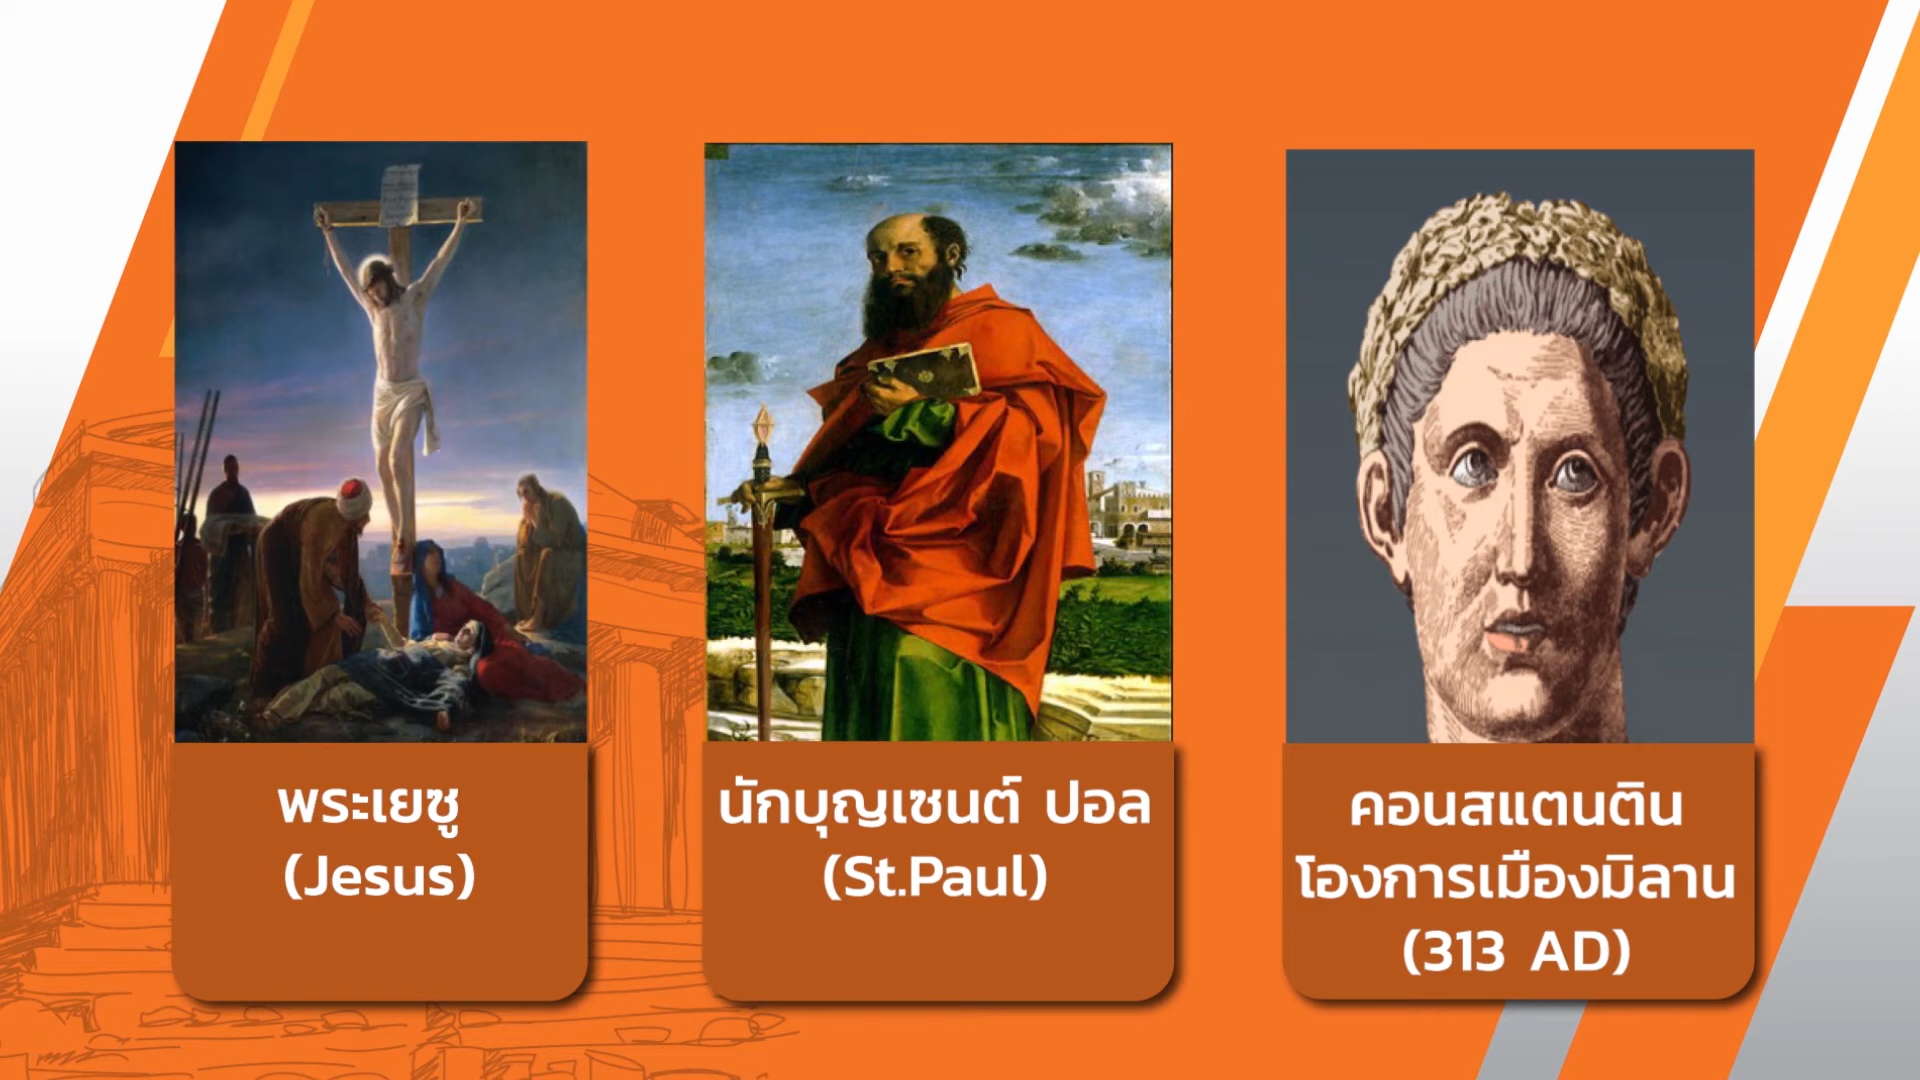 พระเยซู
(Jesus)
นักบุญเซนต์ ปอล
(St.Paul)
คอนสแตนติน
โองการเมืองมิลาน
(313 AD)